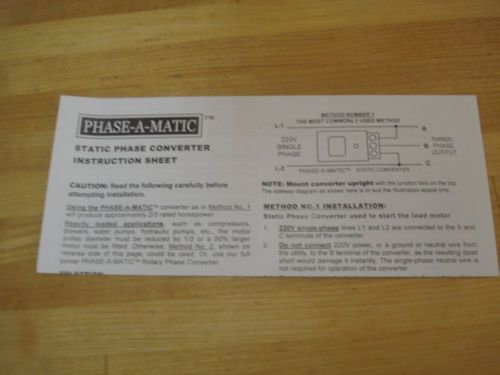 PHASE-A-MATIC™
STATIC PHASE CONVERTER
INSTRUCTION SHEET
CAUTION: Read the following carefully before
attempting installation.
Using the PHASE-A-MATIC™ converter as in Method No. 1
will produce approximately 2/3 rated horsepower.
Heavily loaded applications, such as compressors,
blowers, water pumps, hydraulic pumps, etc., the motor
pulley diameter must be reduced by 1/3 or a 50% larger
motor must be fitted. Otherwise, Method No. 2, shown on
reverse side of this page, could be used. Or, use our full
power PHASE-A-MATIC™ Rotary Phase Converter.
METHOD NUMBER 1
THE MOST COMMONLY USED METHOD
L-1
A
220V
SINGLE
PHASE
B
THREE-
PHASE
OUTPUT
L-2
C
PHASE-A-MATIC™ STATIC CONVERTER
NOTE: Mount converter upright with the junction box on the top.
The sideway diagram as shown here is to suit the illustration space only.
METHOD NO.1 INSTALLATION:
Static Phase Converter used to start the load motor
1. 220V single-phase lines L1 and L2 are connected to the A and
C terminals of the converter.
2. Do not connect 220V power, or a ground or neutral wire from
the utility, to the B terminal of the converter, as the resulting dead
short would damage it instantly. The single-phase neutral wire is
not required for operation of the converter.